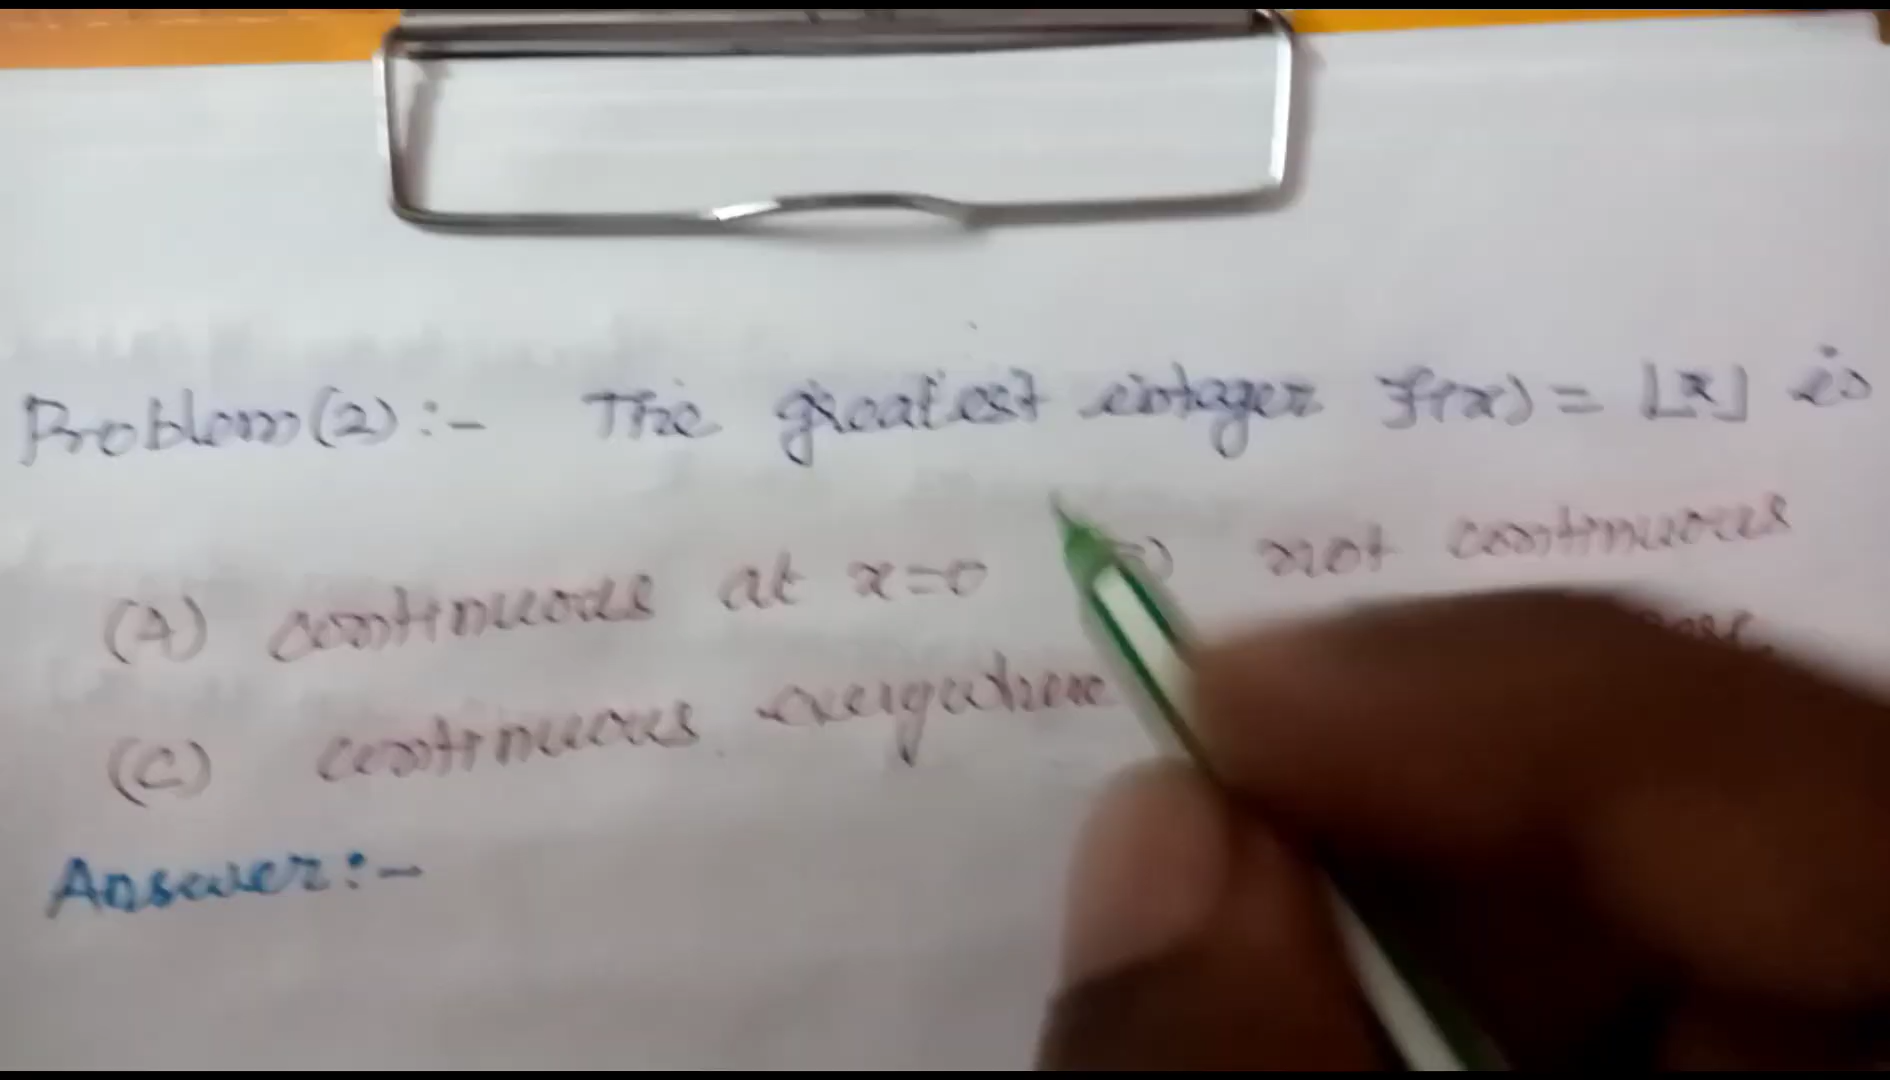 Problem(2):- The greatest integer f(x) = ⌊x⌋ is
(A) continuous at x=0 not continuous
(C) continuous everywhere
Answer:-